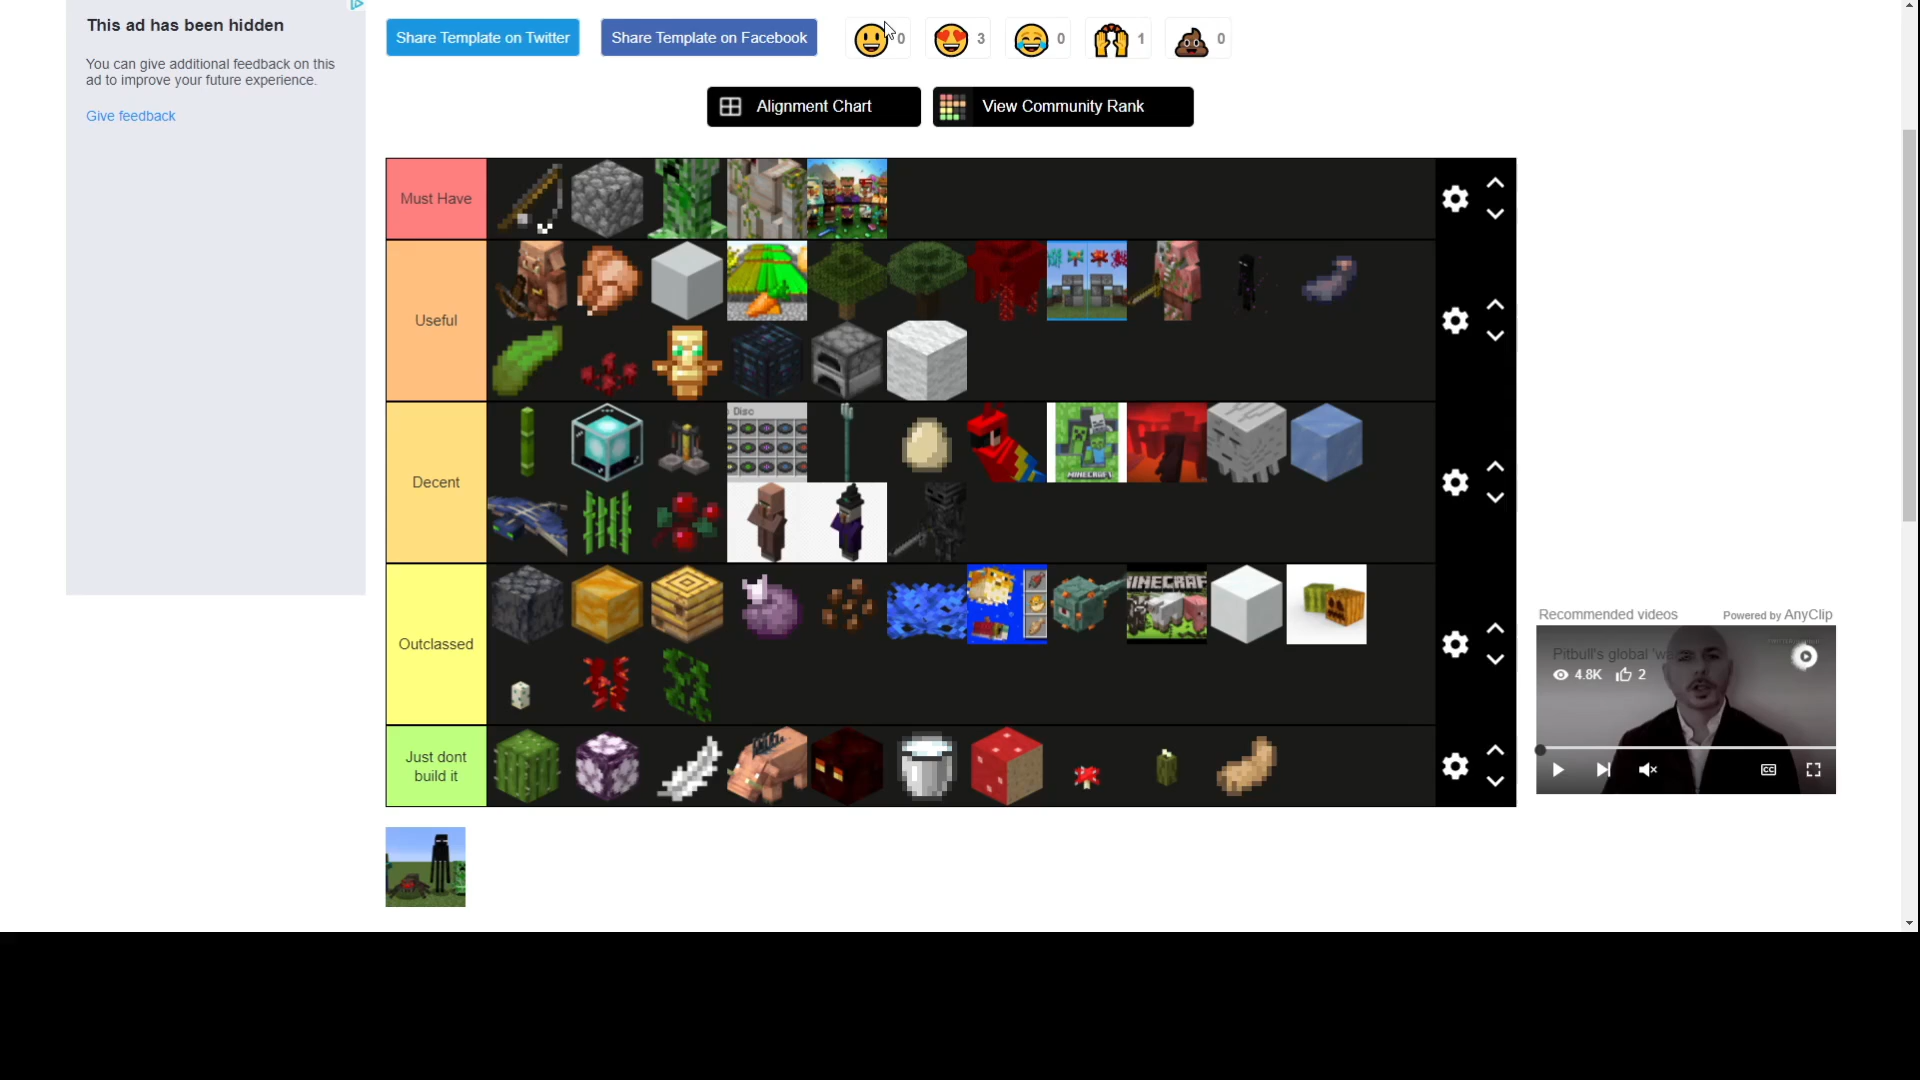 This ad has been hidden
You can give additional feedback on this
ad to improve your future experience.
Give feedback
Share Template on Twitter
Share Template on Facebook
0
3
0
1
0
Alignment Chart
View Community Rank
Must Have
Useful
Decent
Disc
MINECRAFT
Outclassed
MINECRAF
Just dont
build it
Recommended videos
Powered by AnyClip
Pitbull's global 'wa
4.8K
2
CC